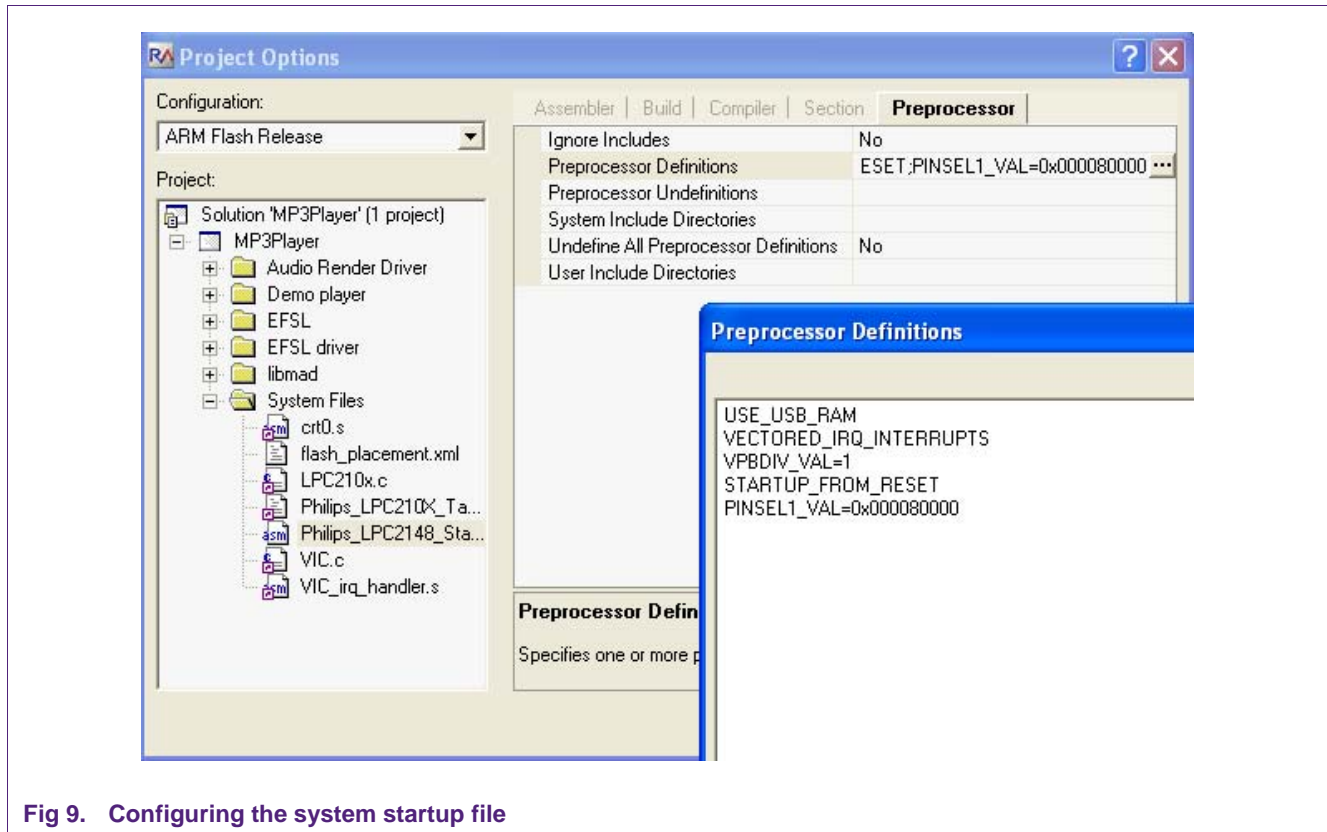 Project Options
Configuration:
ARM Flash Release
Project:
Solution 'MP3Player' (1 project)
MP3Player
Audio Render Driver
Demo player
EFSL
EFSL driver
libmad
System Files
crt0.s
flash_placement.xml
LPC210x.c
Philips_LPC210X_Ta...
Philips_LPC2148_Sta...
VIC.c
VIC_irq_handler.s
Assembler | Build | Compiler | Section Preprocessor
Ignore Includes No
Preprocessor Definitions ESET;PINSEL1_VAL=0x000080000 ...
Preprocessor Undefinitions
System Include Directories
Undefine All Preprocessor Definitions No
User Include Directories
Preprocessor Defin
Specifies one or more p
Preprocessor Definitions
USE_USB_RAM
VECTORED_IRQ_INTERRUPTS
VPBDIV_VAL=1
STARTUP_FROM_RESET
PINSEL1_VAL=0x000080000
Fig 9. Configuring the system startup file